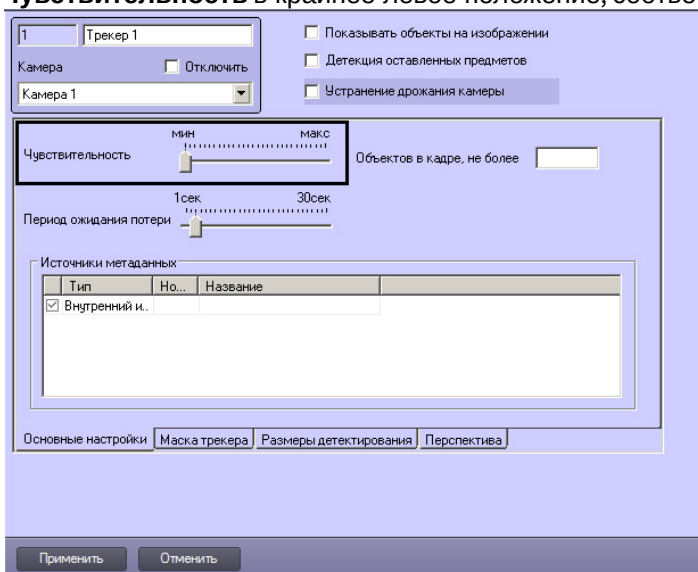 чувствительность в крайнее левое положение, соотве
1 Трекер 1
Показывать объекты на изображении
Камера Отключить
Детекция оставленных предметов
Камера 1
Устранение дрожания камеры
мин макс
Чувствительность
Объектов в кадре, не более
1сек 30сек
Период ожидания потери
Источники метаданных
Тип Но... Название
Внутренний и..
Основные настройки Маска трекера Размеры детектирования Перспектива
Применить Отменить